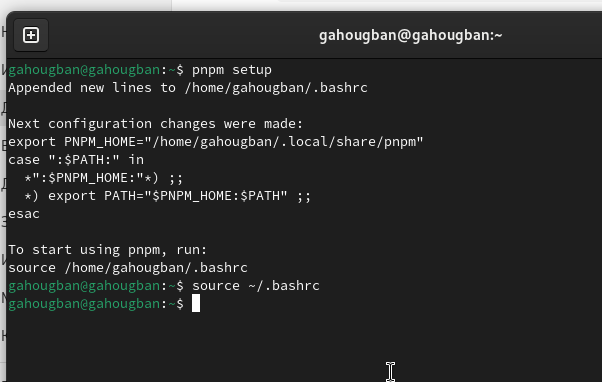 gahougban@gahougban:~
gahougban@gahougban:~$ pnpm setup
Appended new lines to /home/gahougban/.bashrc

Next configuration changes were made:
export PNPM_HOME="/home/gahougban/.local/share/pnpm"
case ":$PATH:" in
  *":$PNPM_HOME:"*) ;;
  *) export PATH="$PNPM_HOME:$PATH" ;;
esac

To start using pnpm, run:
source /home/gahougban/.bashrc
gahougban@gahougban:~$ source ~/.bashrc
gahougban@gahougban:~$